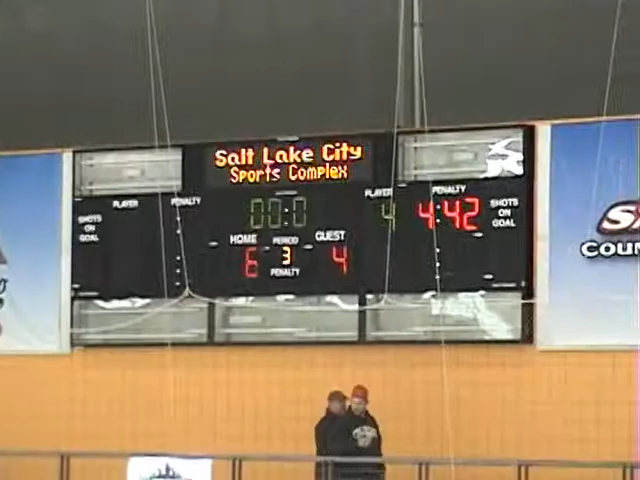 Salt Lake City
Sports Complex
PLAYER PENALTY PLAYER PENALTY
SHOTS
ON
GOAL
00:0 4 4:42
SHOTS
ON
GOAL
HOME PERIOD GUEST
6 3 4
PENALTY